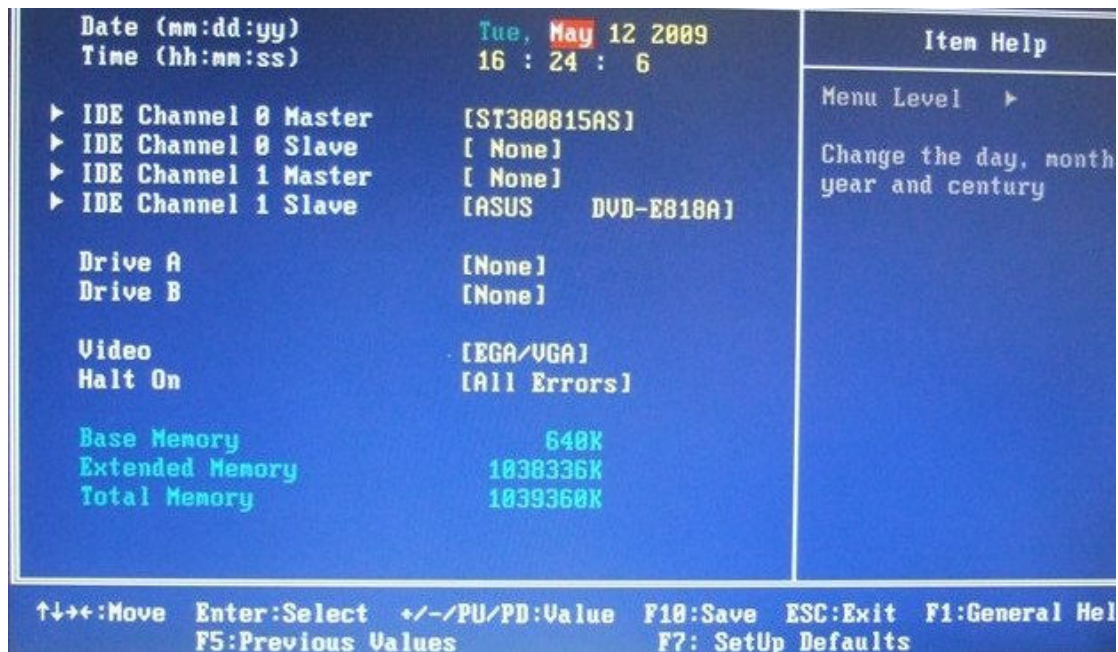 Date (mm:dd:yy) Tue, May 12 2009
Time (hh:mm:ss) 16 : 24 : 6
IDE Channel 0 Master [ST380815AS]
IDE Channel 0 Slave [ None]
IDE Channel 1 Master [ None]
IDE Channel 1 Slave [ASUS DVD-E818A]
Drive A [None]
Drive B [None]
Video [EGA/VGA]
Halt On [All Errors]
Base Memory 640K
Extended Memory 1038336K
Total Memory 1039360K
Item Help
Menu Level
Change the day, month
year and century
↑↓→←:Move Enter:Select +/-/PU/PD:Value F10:Save ESC:Exit F1:General Hel
F5:Previous Values F7: SetUp Defaults